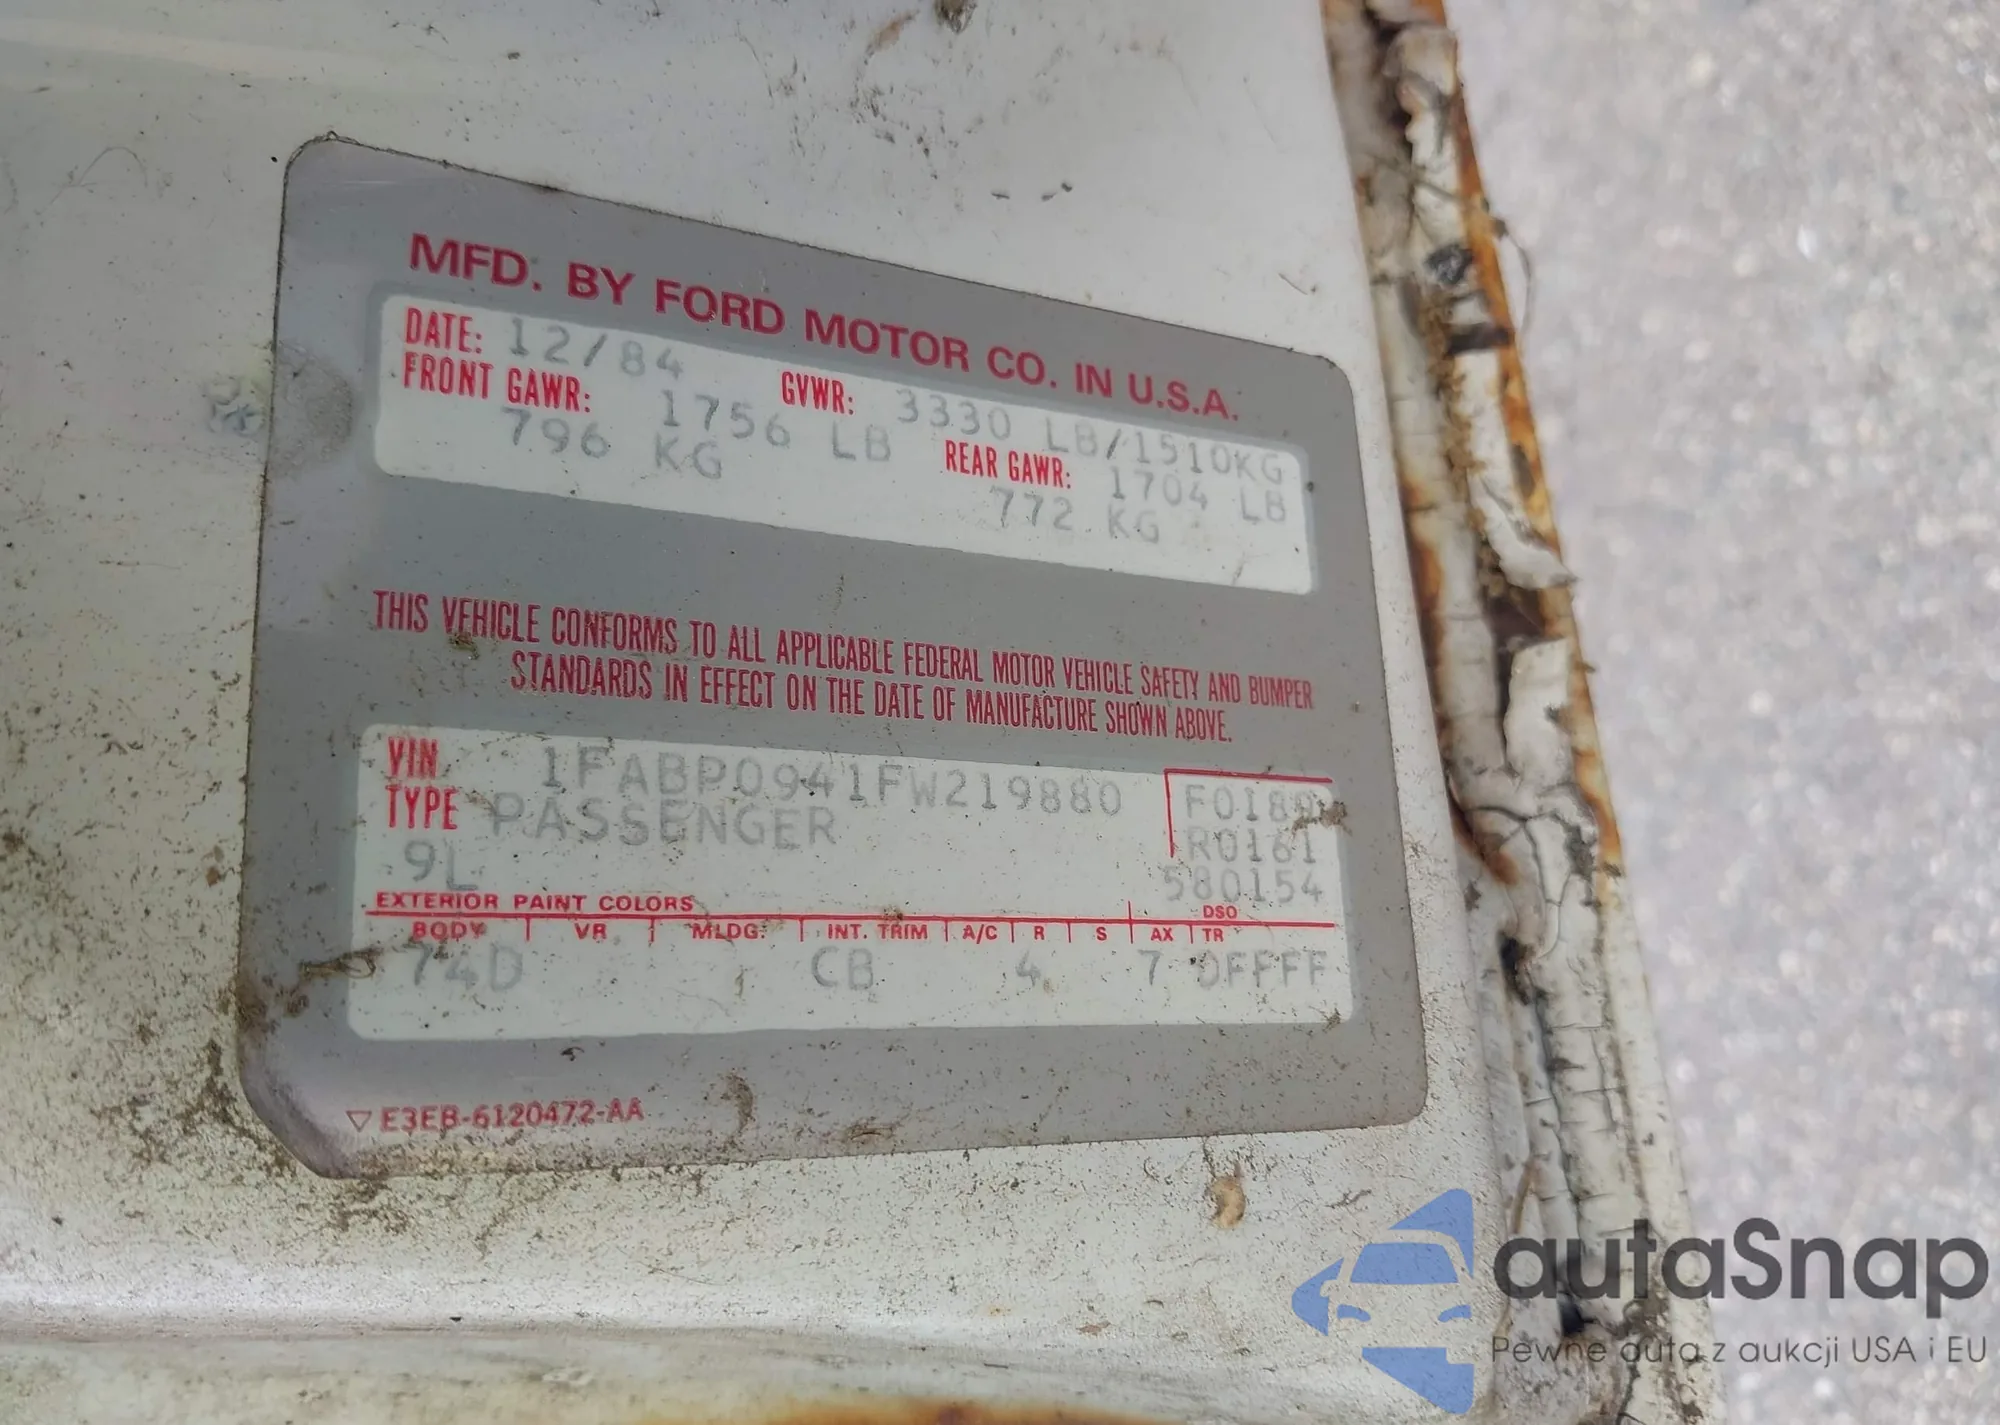 MFD. BY FORD MOTOR CO. IN U.S.A.
DATE: 12/84 GVWR: 3330 LB/1510KG
FRONT GAWR: 1756 LB REAR GAWR: 1704 LB
796 KG 772 KG
THIS VEHICLE CONFORMS TO ALL APPLICABLE FEDERAL MOTOR VEHICLE SAFETY AND BUMPER
STANDARDS IN EFFECT ON THE DATE OF MANUFACTURE SHOWN ABOVE.
VIN 1FABP0941FW219880 F0180
TYPE PASSENGER R0161
9L 580154
EXTERIOR PAINT COLORS DSO
BODY VR MLDG. INT. TRIM A/C R S AX TR
74D CB 4 7
▽ E3EB-6120472-AA
autaSnap
Pewne auta z aukcji USA i EU